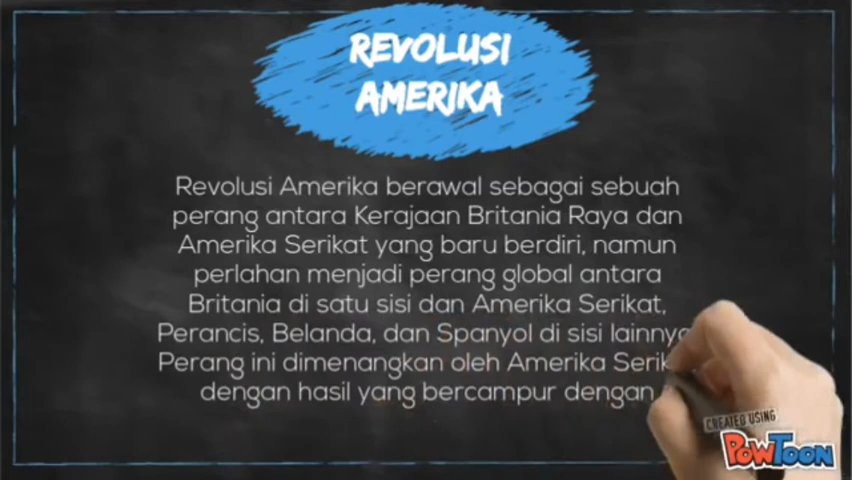 REVOLUSI
AMERIKA
Revolusi Amerika berawal sebagai sebuah
perang antara Kerajaan Britania Raya dan
Amerika Serikat yang baru berdiri, namun
perlahan menjadi perang global antara
Britania di satu sisi dan Amerika Serikat,
Perancis, Belanda, dan Spanyol di sisi lainnya
Perang ini dimenangkan oleh Amerika
dengan hasil yang bercampur dengan
CREATED USING
POWTOON